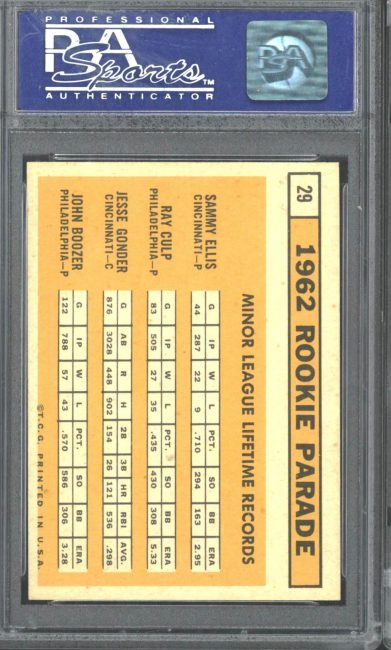 PROFESSIONAL
PSA
Sports™
AUTHENTICATOR
29
1962 ROOKIE PARADE
MINOR LEAGUE LIFETIME RECORDS
SAMMY ELLIS
CINCINNATI—P
G IP W L PCT. SO BB ERA
44 287 22 9 .710 294 163 2.95
RAY CULP
PHILADELPHIA—P
G IP W L PCT. SO BB ERA
83 505 27 35 .435 430 308 5.33
JESSE GONDER
CINCINNATI—C
G AB R H 2B 3B HR RBI AVG.
876 3028 448 902 154 26 121 536 .298
JOHN BOOZER
PHILADELPHIA—P
G IP W L PCT. SO BB ERA
122 788 57 43 .570 586 306 3.28
©T.C.G. PRINTED IN U.S.A.